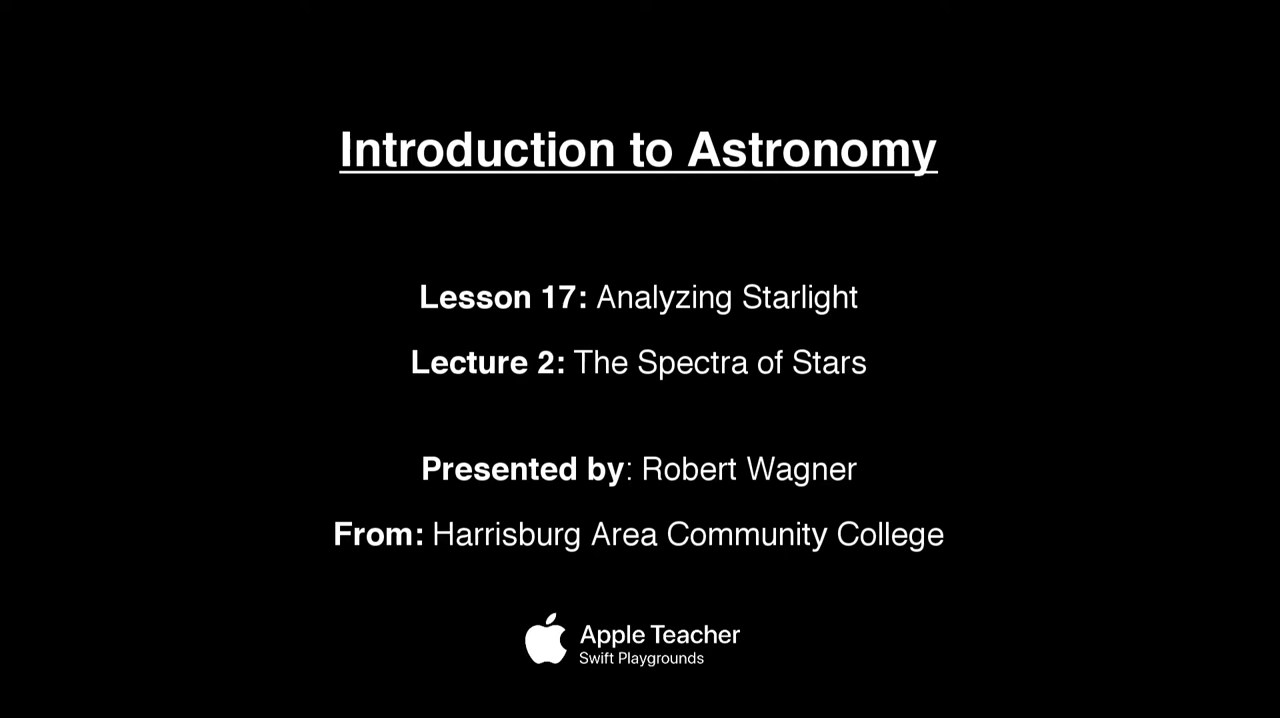 Introduction to Astronomy
Lesson 17: Analyzing Starlight
Lecture 2: The Spectra of Stars
Presented by: Robert Wagner
From: Harrisburg Area Community College
Apple Teacher
Swift Playgrounds